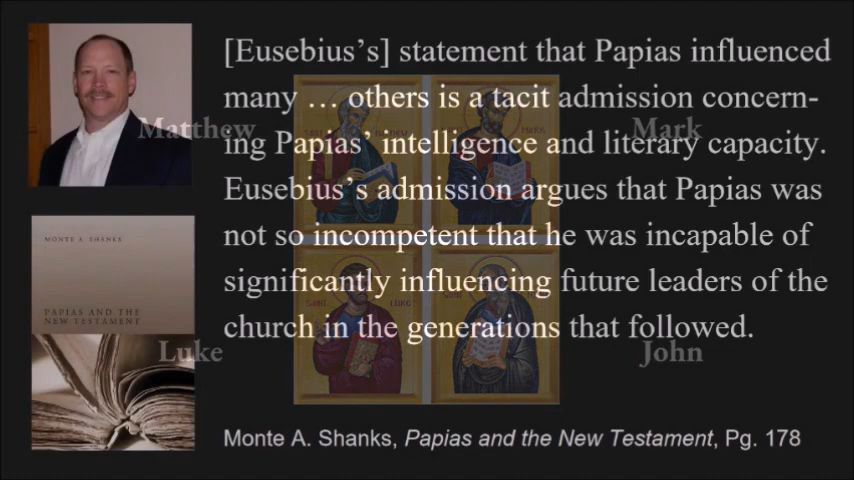 [Eusebius’s] statement that Papias influenced
many … others is a tacit admission concern-
ing Papias’ intelligence and literary capacity.
Eusebius’s admission argues that Papias was
not so incompetent that he was incapable of
significantly influencing future leaders of the
church in the generations that followed.
Monte A. Shanks, Papias and the New Testament, Pg. 178
MONTE A. SHANKS
PAPIAS AND THE
NEW TESTAMENT
Matthew
Mark
Luke
John